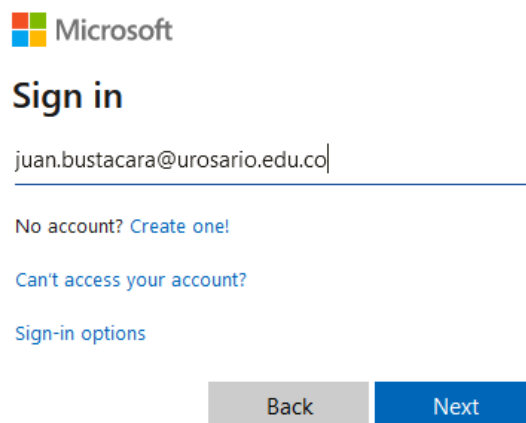 Microsoft
Sign in
juan.bustacara@urosario.edu.co
No account? Create one!
Can't access your account?
Sign-in options
Back Next